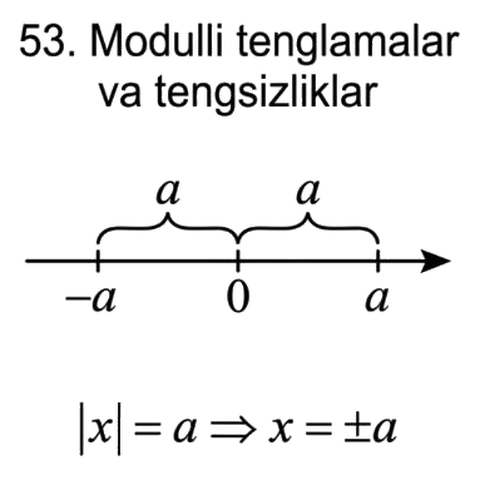 53. Modulli tenglamalar
va tengsizliklar
a a
−a 0 a
|x| = a ⇒ x = ±a